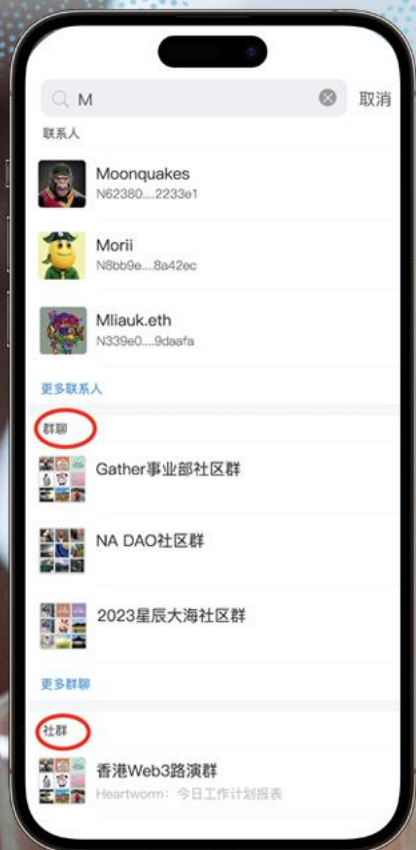 M
取消
联系人
Moonquakes
N62380....2233e1
Morii
N8bb9e....8a42ec
Mliauk.eth
N339e0....9daafa
更多联系人
群聊
Gather事业部社区群
NA DAO社区群
2023星辰大海社区群
更多群聊
社群
香港Web3路演群
Heartworm：今日工作计划报表